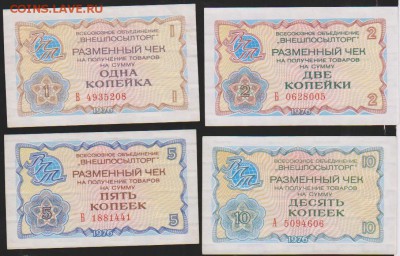 COINS.SU
ВСЕСОЮЗНОЕ ОБЪЕДИНЕНИЕ
"ВНЕШПОСЫЛТОРГ"
РАЗМЕННЫЙ ЧЕК
НА ПОЛУЧЕНИЕ ТОВАРОВ
НА СУММУ
1 ОДНА 1
КОПЕЙКА
Б 4935208
1976
ВСЕСОЮЗНОЕ ОБЪЕДИНЕНИЕ
"ВНЕШПОСЫЛТОРГ"
РАЗМЕННЫЙ ЧЕК
НА ПОЛУЧЕНИЕ ТОВАРОВ
НА СУММУ
2 ДВЕ 2
КОПЕЙКИ
Б 0628605
1976
ВСЕСОЮЗНОЕ ОБЪЕДИНЕНИЕ
"ВНЕШПОСЫЛТОРГ"
РАЗМЕННЫЙ ЧЕК
НА ПОЛУЧЕНИЕ ТОВАРОВ
НА СУММУ
5 ПЯТЬ 5
КОПЕЕК
Б 1881441
1976
ВСЕСОЮЗНОЕ ОБЪЕДИНЕНИЕ
"ВНЕШПОСЫЛТОРГ"
РАЗМЕННЫЙ ЧЕК
НА ПОЛУЧЕНИЕ ТОВАРОВ
НА СУММУ
10 ДЕСЯТЬ 10
КОПЕЕК
А 5094606
1976